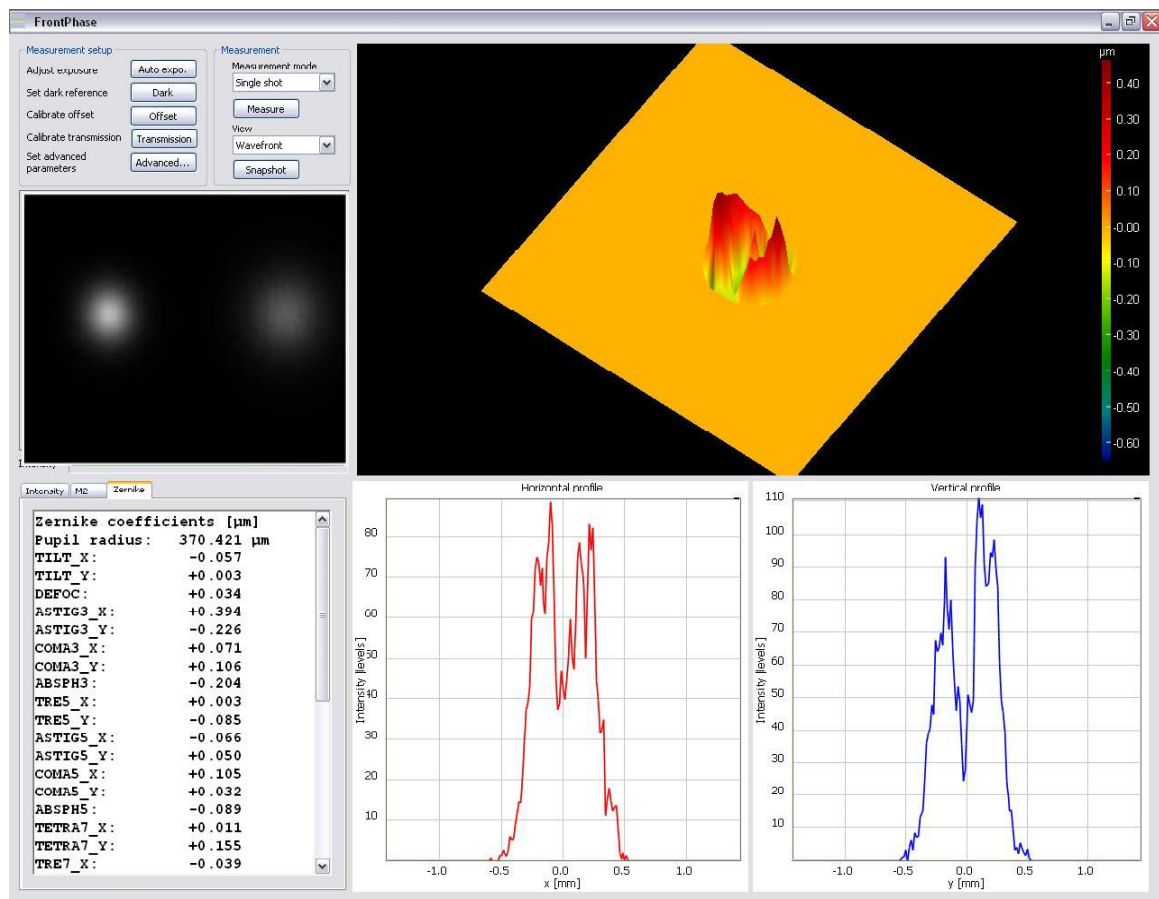 FrontPhase
Measurement setup
Adjust exposure Auto expo.
Set dark reference Dark
Calibrate offset Offset
Calibrate transmission Transmission
Set advanced
parameters
Advanced...
Measurement
Measurement mode
Single shot
Measure
View
Wavefront
Snapshot
µm
0.40
0.30
0.20
0.10
-0.00
-0.10
-0.20
-0.30
-0.40
-0.50
-0.60
Intensity
Intensity M2 Zernike
Zernike coefficients [µm]
Pupil radius: 370.421 µm
TILT_X: -0.057
TILT_Y: +0.003
DEFOC: +0.034
ASTIG3_X: +0.394
ASTIG3_Y: -0.226
COMA3_X: +0.071
COMA3_Y: +0.106
ABSPH3: -0.204
TRE5_X: +0.003
TRE5_Y: -0.085
ASTIG5_X: -0.066
ASTIG5_Y: +0.050
COMA5_X: +0.105
COMA5_Y: +0.032
ABSPH5: -0.089
TETRA7_X: +0.011
TETRA7_Y: +0.155
TRE7_X: -0.039
Horizontal profile
Intensity [levels]
80
70
60
50
40
30
20
10
-1.0 -0.5 0.0 0.5 1.0
x [mm]
Vertical profile
Intensity [levels]
110
100
90
80
70
60
50
40
30
20
10
-1.0 -0.5 0.0 0.5 1.0
y [mm]